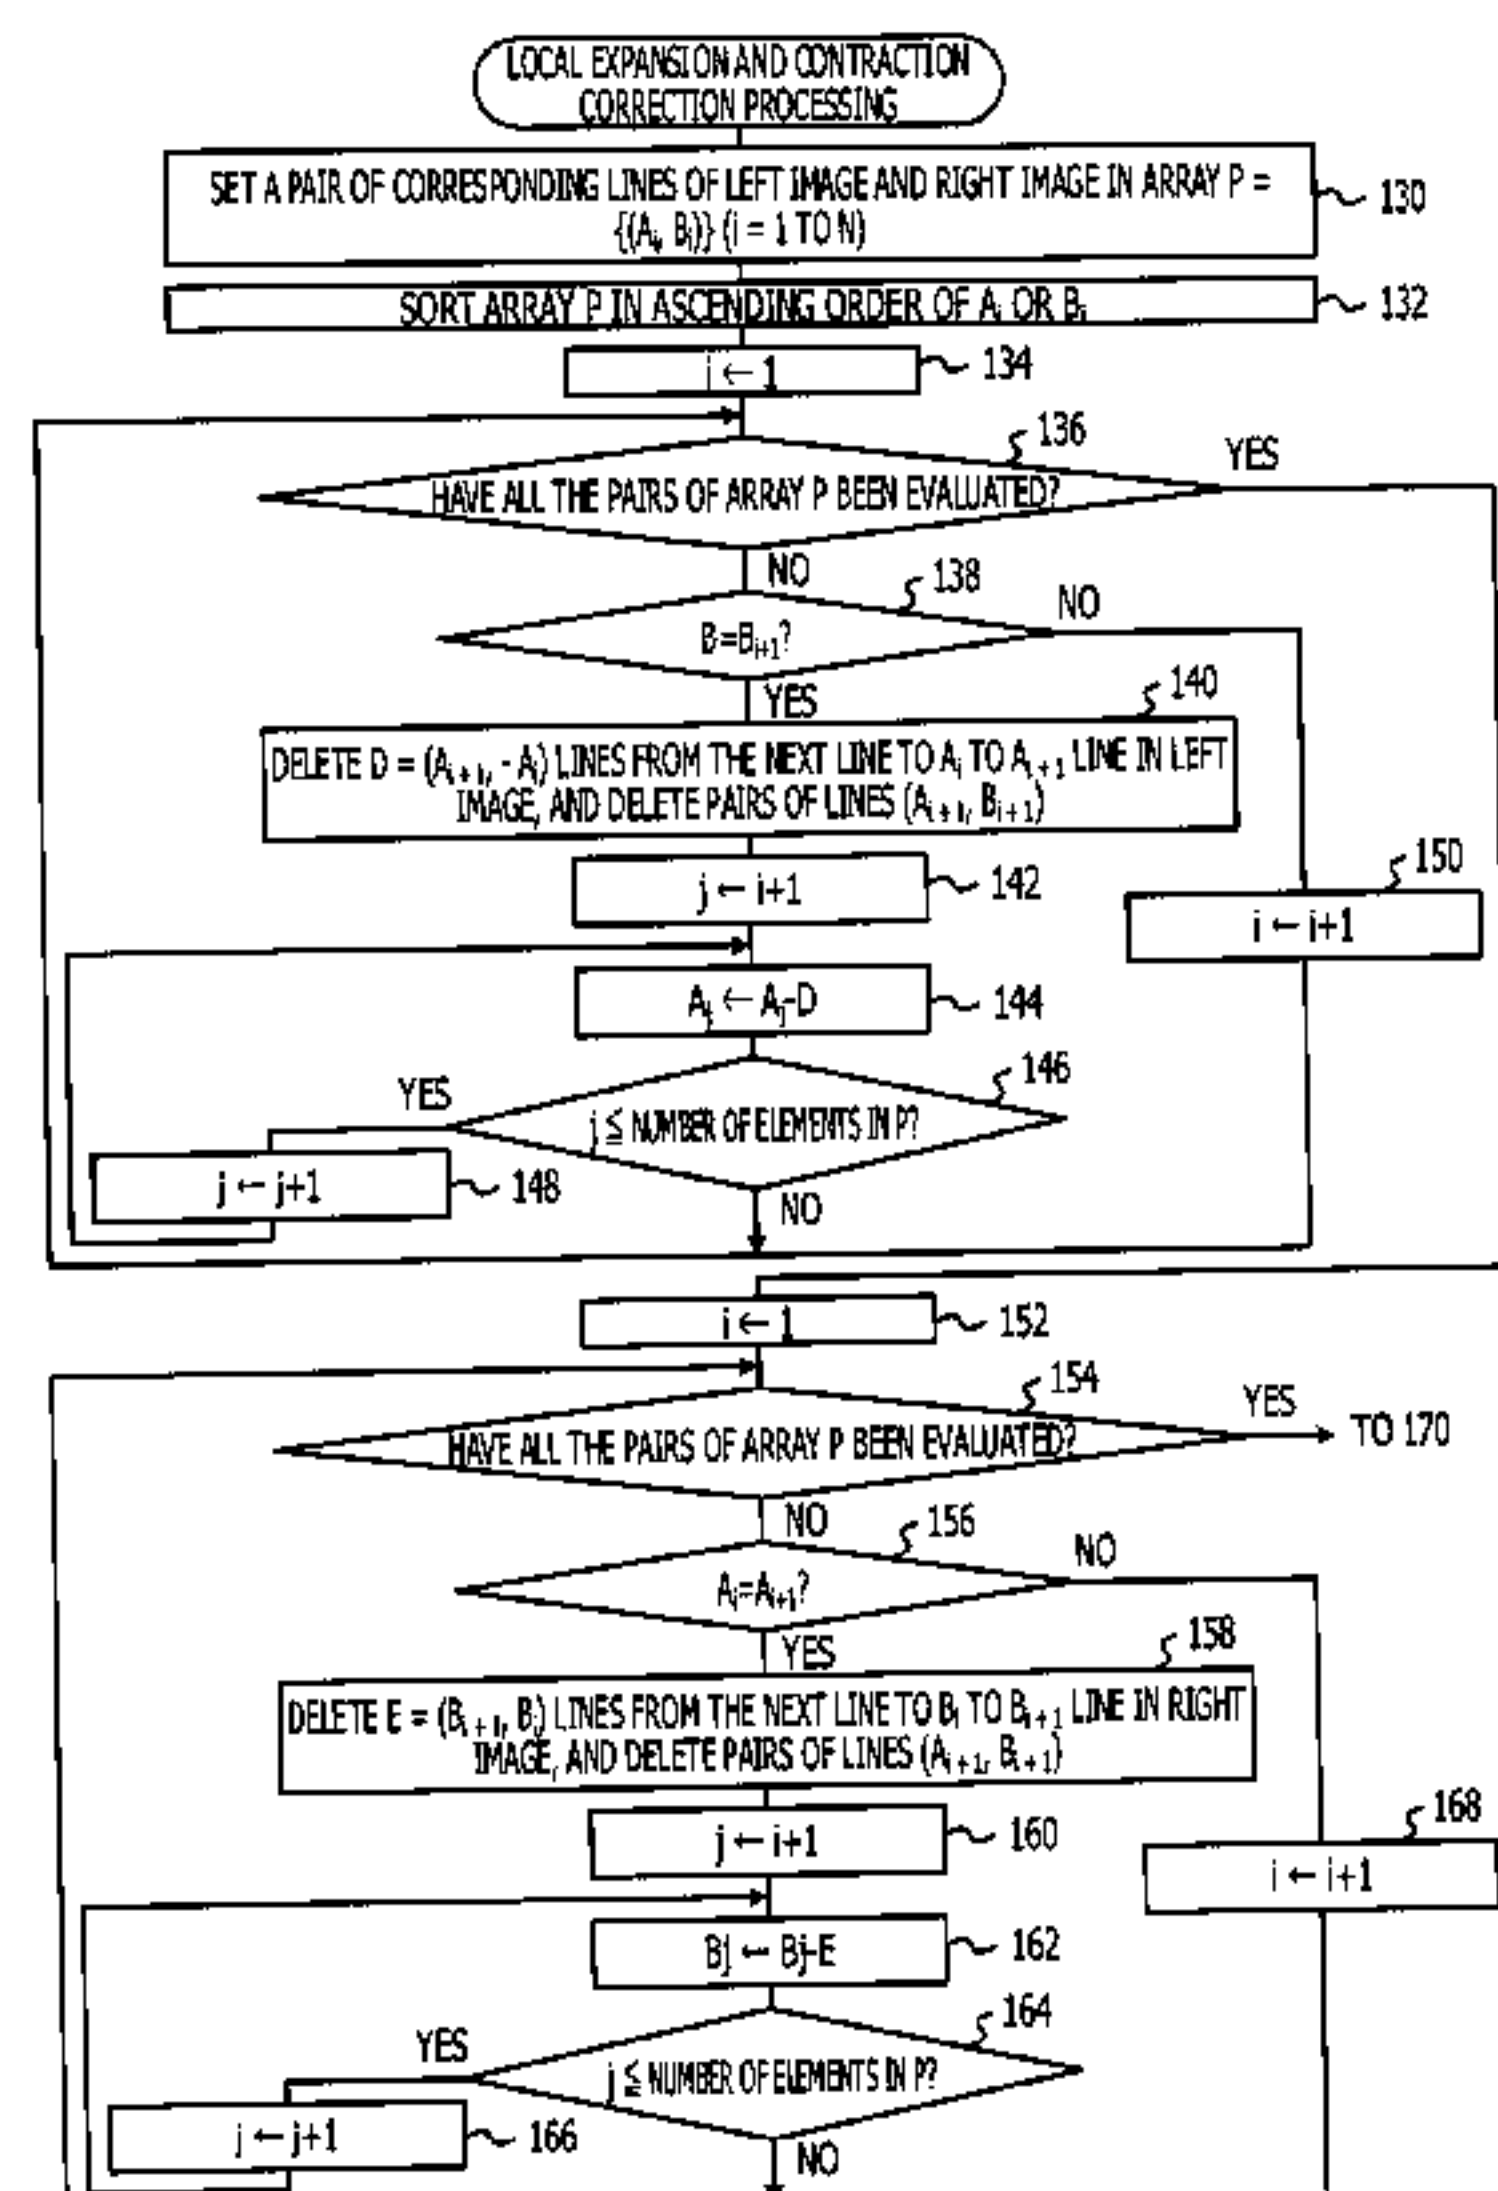 LOCAL EXPANSION AND CONTRACTION
CORRECTION PROCESSING
SET A PAIR OF CORRESPONDING LINES OF LEFT IMAGE AND RIGHT IMAGE IN ARRAY P =
{(Ai, Bi)} (i = 1 TO N)
130
SORT ARRAY P IN ASCENDING ORDER OF Ai OR Bi
132
i ← 1
134
136
YES
HAVE ALL THE PAIRS OF ARRAY P BEEN EVALUATED?
NO
138
NO
Bi=Bi+1?
YES
140
DELETE D = (Ai + 1, - Ai) LINES FROM THE NEXT LINE TO Ai TO Ai + 1 LINE IN LEFT
IMAGE, AND DELETE PAIRS OF LINES (Ai + 1, Bi + 1)
j ← i+1
142
150
i ← i+1
Aj ← Aj-D
144
146
YES
j ≦ NUMBER OF ELEMENTS IN P?
j ← j+1
148
NO
i ← 1
152
154
YES
TO 170
HAVE ALL THE PAIRS OF ARRAY P BEEN EVALUATED?
NO
156
NO
Ai=Ai+1?
YES
158
DELETE E = (Bi + 1, Bi) LINES FROM THE NEXT LINE TO Bi TO Bi + 1 LINE IN RIGHT
IMAGE, AND DELETE PAIRS OF LINES (Ai + 1, Bi + 1)
j ← i+1
160
168
i ← i+1
Bj ← Bj-E
162
164
YES
j ≦ NUMBER OF ELEMENTS IN P?
j ← j+1
166
NO